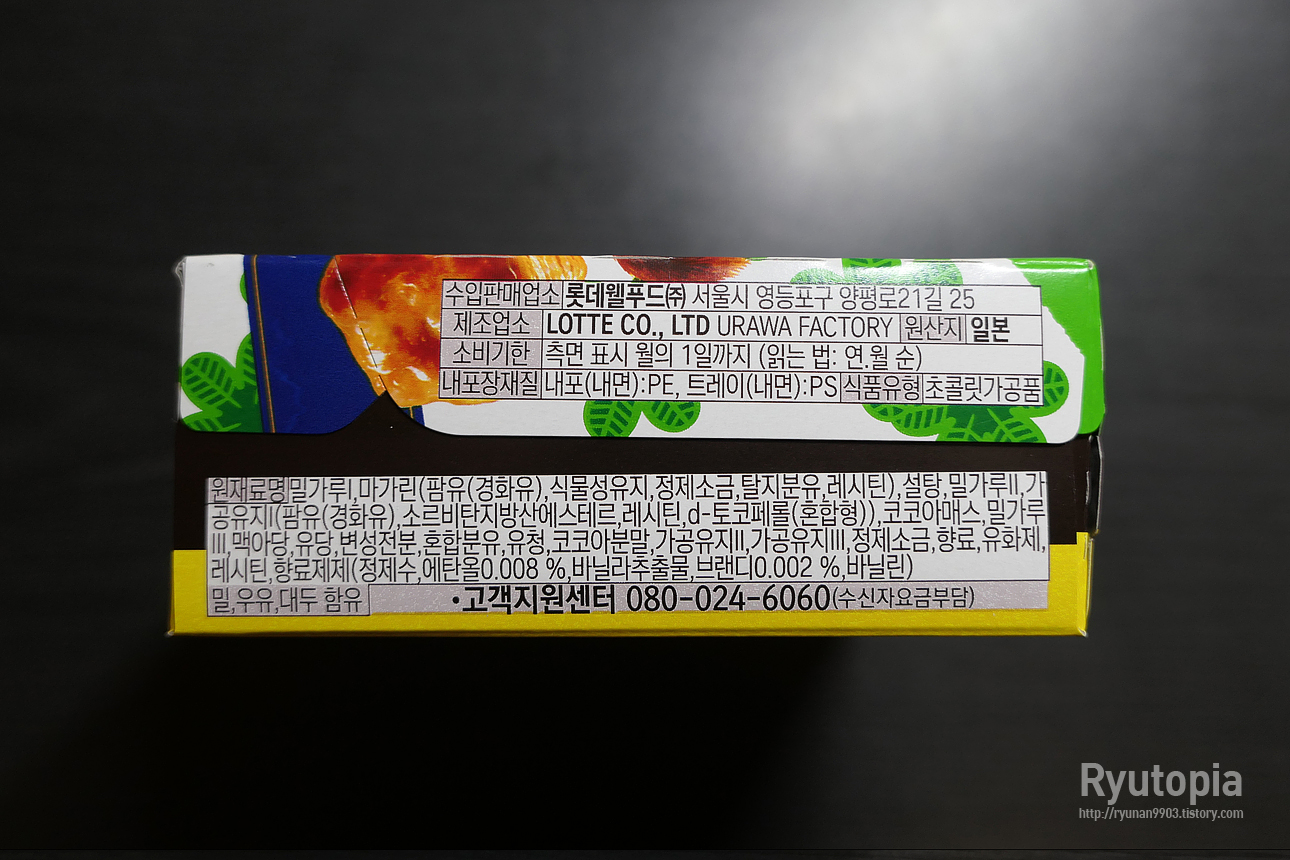 수입판매업소 롯데웰푸드㈜ 서울시 영등포구 양평로21길 25
제조업소 LOTTE CO., LTD URAWA FACTORY 원산지 일본
소비기한 측면 표시 월의 1일까지 (읽는 법: 연.월 순)
내포장재질 내포(내면):PE, 트레이(내면):PS 식품유형 초콜릿가공품
원재료명 밀가루I,마가린(팜유(경화유),식물성유지,정제소금,탈지분유,레시틴),설탕,밀가루II,가
공유지I(팜유(경화유),소르비탄지방산에스테르,레시틴,d-토코페롤(혼합형)),코코아매스,밀가루
III,맥아당,유당,변성전분,혼합분유,유청,코코아분말,가공유지II,가공유지III,정제소금,향료,유화제,
레시틴,향료제제(정제수,에탄올0.008 %,바닐라추출물,브랜디0.002 %,바닐린)
밀,우유,대두 함유 •고객지원센터 080-024-6060(수신자요금부담)
Ryutopia
http://ryunan9903.tistory.com